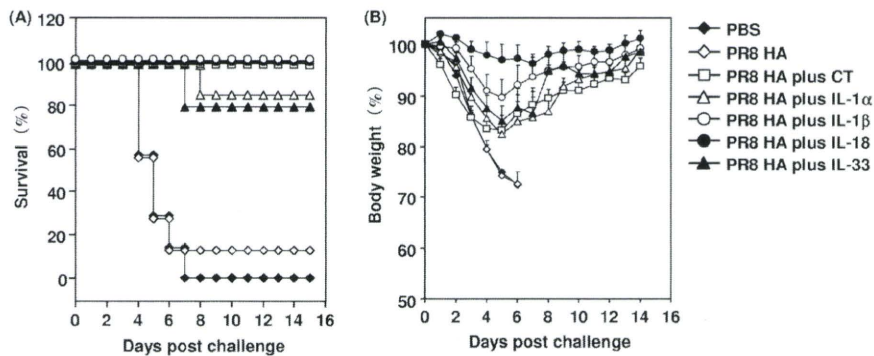 (A)
120
100
80
60
40
20
0
Survival (%)
0 2 4 6 8 10 12 14 16
Days post challenge
(B)
100
90
80
70
60
50
Body weight (%)
0 2 4 6 8 10 12 14 16
Days post challenge
PBS
PR8 HA
PR8 HA plus CT
PR8 HA plus IL-1α
PR8 HA plus IL-1β
PR8 HA plus IL-18
PR8 HA plus IL-33